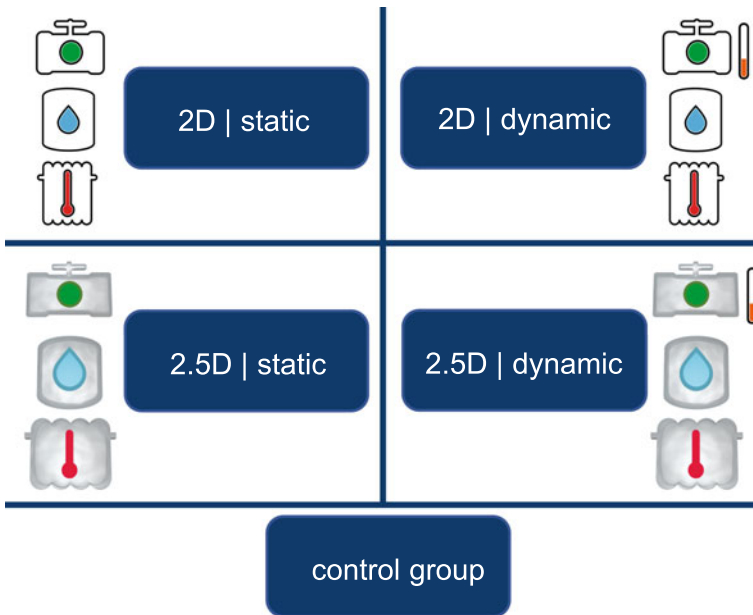 2D | static
2D | dynamic
2.5D | static
2.5D | dynamic
control group